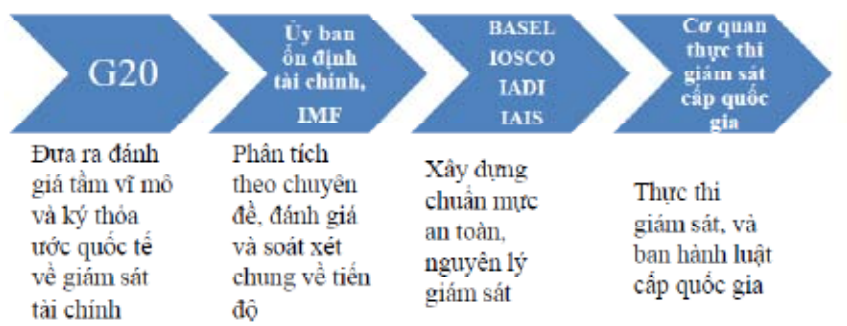 G20
Ủy ban
ổn định
tài chính,
IMF
BASEL
IOSCO
IADI
IAIS
Cơ quan
thực thi
giám sát
cấp quốc
gia
Đưa ra đánh
giá tầm vĩ mô
và ký thỏa
ước quốc tế
về giám sát
tài chính
Phân tích
theo chuyên
đề, đánh giá
và soát xét
chung về tiến
độ
Xây dựng
chuẩn mực
an toàn,
nguyên lý
giám sát
Thực thi
giám sát, và
ban hành luật
cấp quốc gia